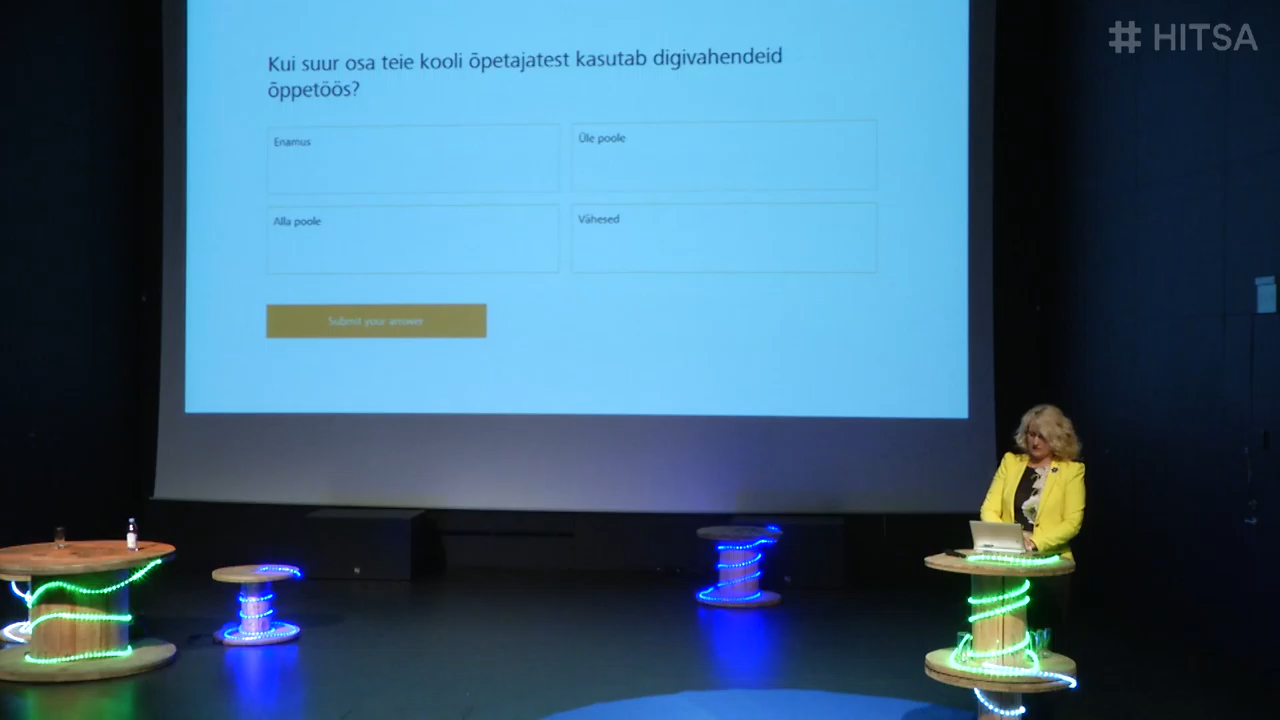 # HITSA
Kui suur osa teie kooli õpetajatest kasutab digivahendeid
õppetöös?
Enamus
Üle poole
Alla poole
Vähesed
Submit your answer